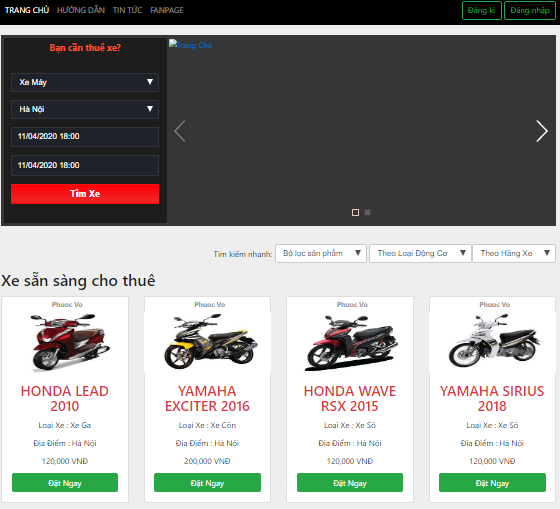 TRANG CHỦ HƯỚNG DẪN TIN TỨC FANPAGE Đăng kí Đăng nhập
Bạn cần thuê xe?
Trang Chủ
Xe Máy
Hà Nội
11/04/2020 18:00
11/04/2020 18:00
Tìm Xe
Tìm kiếm nhanh: Bộ lọc sản phẩm Theo Loại Động Cơ Theo Hãng Xe
Xe sẵn sàng cho thuê
Phuoc Vo Phuoc Vo Phuoc Vo Phuoc Vo
HONDA LEAD YAMAHA HONDA WAVE YAMAHA SIRIUS
2010 EXCITER 2016 RSX 2015 2018
Loại Xe : Xe Ga Loại Xe : Xe Côn Loại Xe : Xe Số Loại Xe : Xe Số
Địa Điểm : Hà Nội Địa Điểm : Hà Nội Địa Điểm : Hà Nội Địa Điểm : Hà Nội
120,000 VNĐ 200,000 VNĐ 120,000 VNĐ 120,000 VNĐ
Đặt Ngay Đặt Ngay Đặt Ngay Đặt Ngay